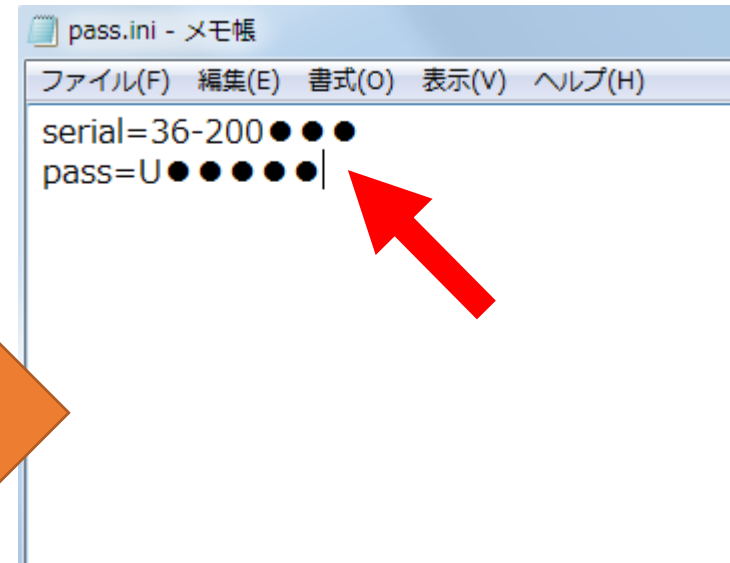 pass.ini - メモ帳
ファイル(F) 編集(E) 書式(O) 表示(V) ヘルプ(H)
serial=36-200●●●
pass=U●●●●●